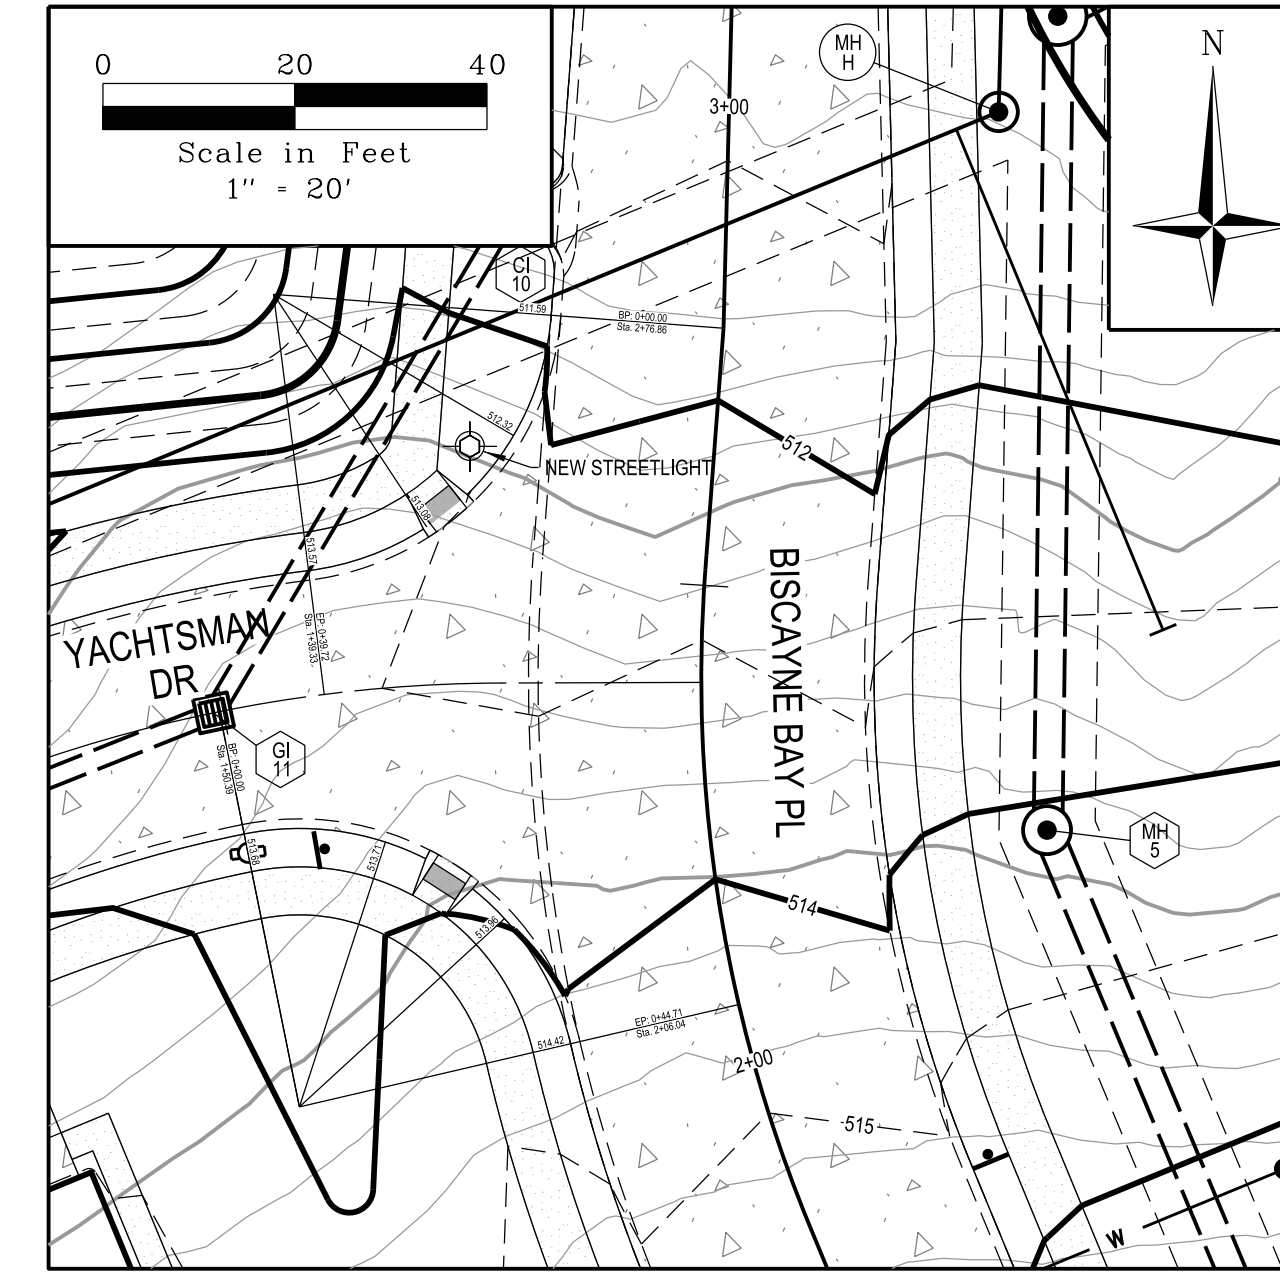 0 20 40
Scale in Feet
1" = 20'
MH
H
N
3+00
CI
10
511.59
BP: 0+00.00
Sta. 2+76.86
512.32
512
NEW STREETLIGHT
513.08
513.57
EP: 0+39.72
Sta. 1+39.33
YACHTSMAN
DR
BISCAYNE BAY PL
GI
11
BP: 0+00.00
Sta. 1+50.39
MH
5
513.68
513.71
513.96
514
EP: 0+44.71
Sta. 2+06.04
514.42
2+00
515
W